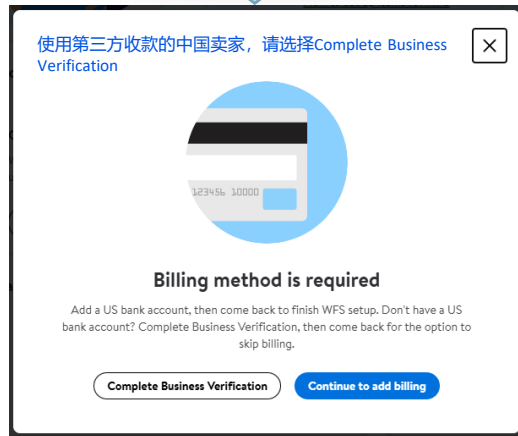 使用第三方收款的中国卖家，请选择Complete Business
Verification
123456 10000
Billing method is required
Add a US bank account, then come back to finish WFS setup. Don't have a US
bank account? Complete Business Verification, then come back for the option to
skip billing.
Complete Business Verification
Continue to add billing